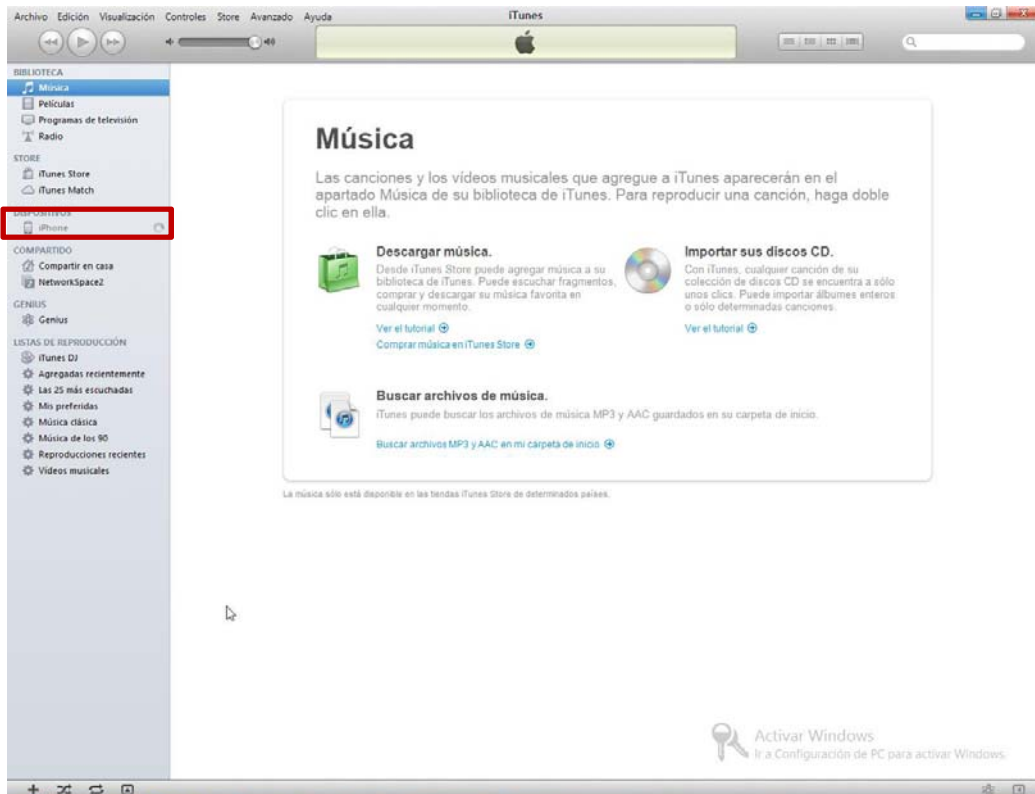 Archivo Edición Visualización Controles Store Avanzado Ayuda
iTunes
BIBLIOTECA
Música
Películas
Programas de televisión
Radio
STORE
iTunes Store
iTunes Match
DISPOSITIVOS
iPhone
COMPARTIDO
Compartir en casa
NetworkSpace2
GENIUS
Genius
LISTAS DE REPRODUCCIÓN
iTunes DJ
Agregadas recientemente
Las 25 más escuchadas
Mis preferidas
Música clásica
Música de los 90
Reproducciones recientes
Vídeos musicales
Música
Las canciones y los vídeos musicales que agregue a iTunes aparecerán en el
apartado Música de su biblioteca de iTunes. Para reproducir una canción, haga doble
clic en ella.
Descargar música.
Desde iTunes Store puede agregar música a su
biblioteca de iTunes. Puede escuchar fragmentos,
comprar y descargar su música favorita en
cualquier momento.
Ver el tutorial
Comprar música en iTunes Store
Importar sus discos CD.
Con iTunes, cualquier canción de su
colección de discos CD se encuentra a sólo
unos clics. Puede importar álbumes enteros
o sólo determinadas canciones.
Ver el tutorial
Buscar archivos de música.
iTunes puede buscar los archivos de música MP3 y AAC guardados en su carpeta de inicio.
Buscar archivos MP3 y AAC en mi carpeta de inicio
La música sólo está disponible en las tiendas iTunes Store de determinados países.
Activar Windows
Ir a Configuración de PC para activar Windows.